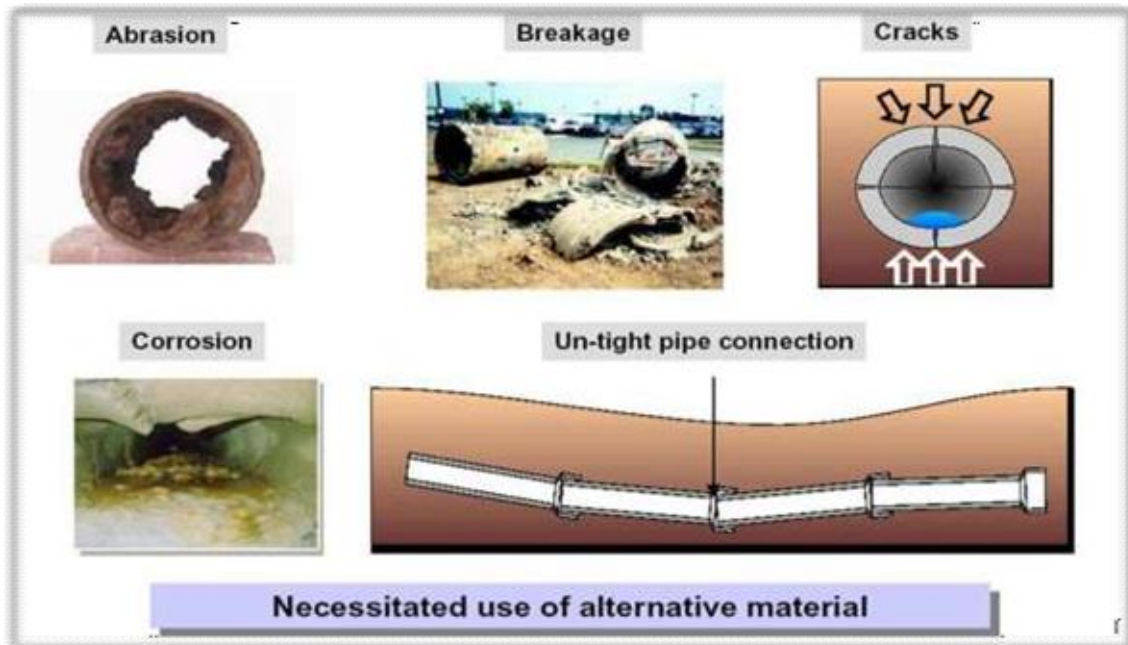 Abrasion
Breakage
Cracks
Corrosion
Un-tight pipe connection
Necessitated use of alternative material